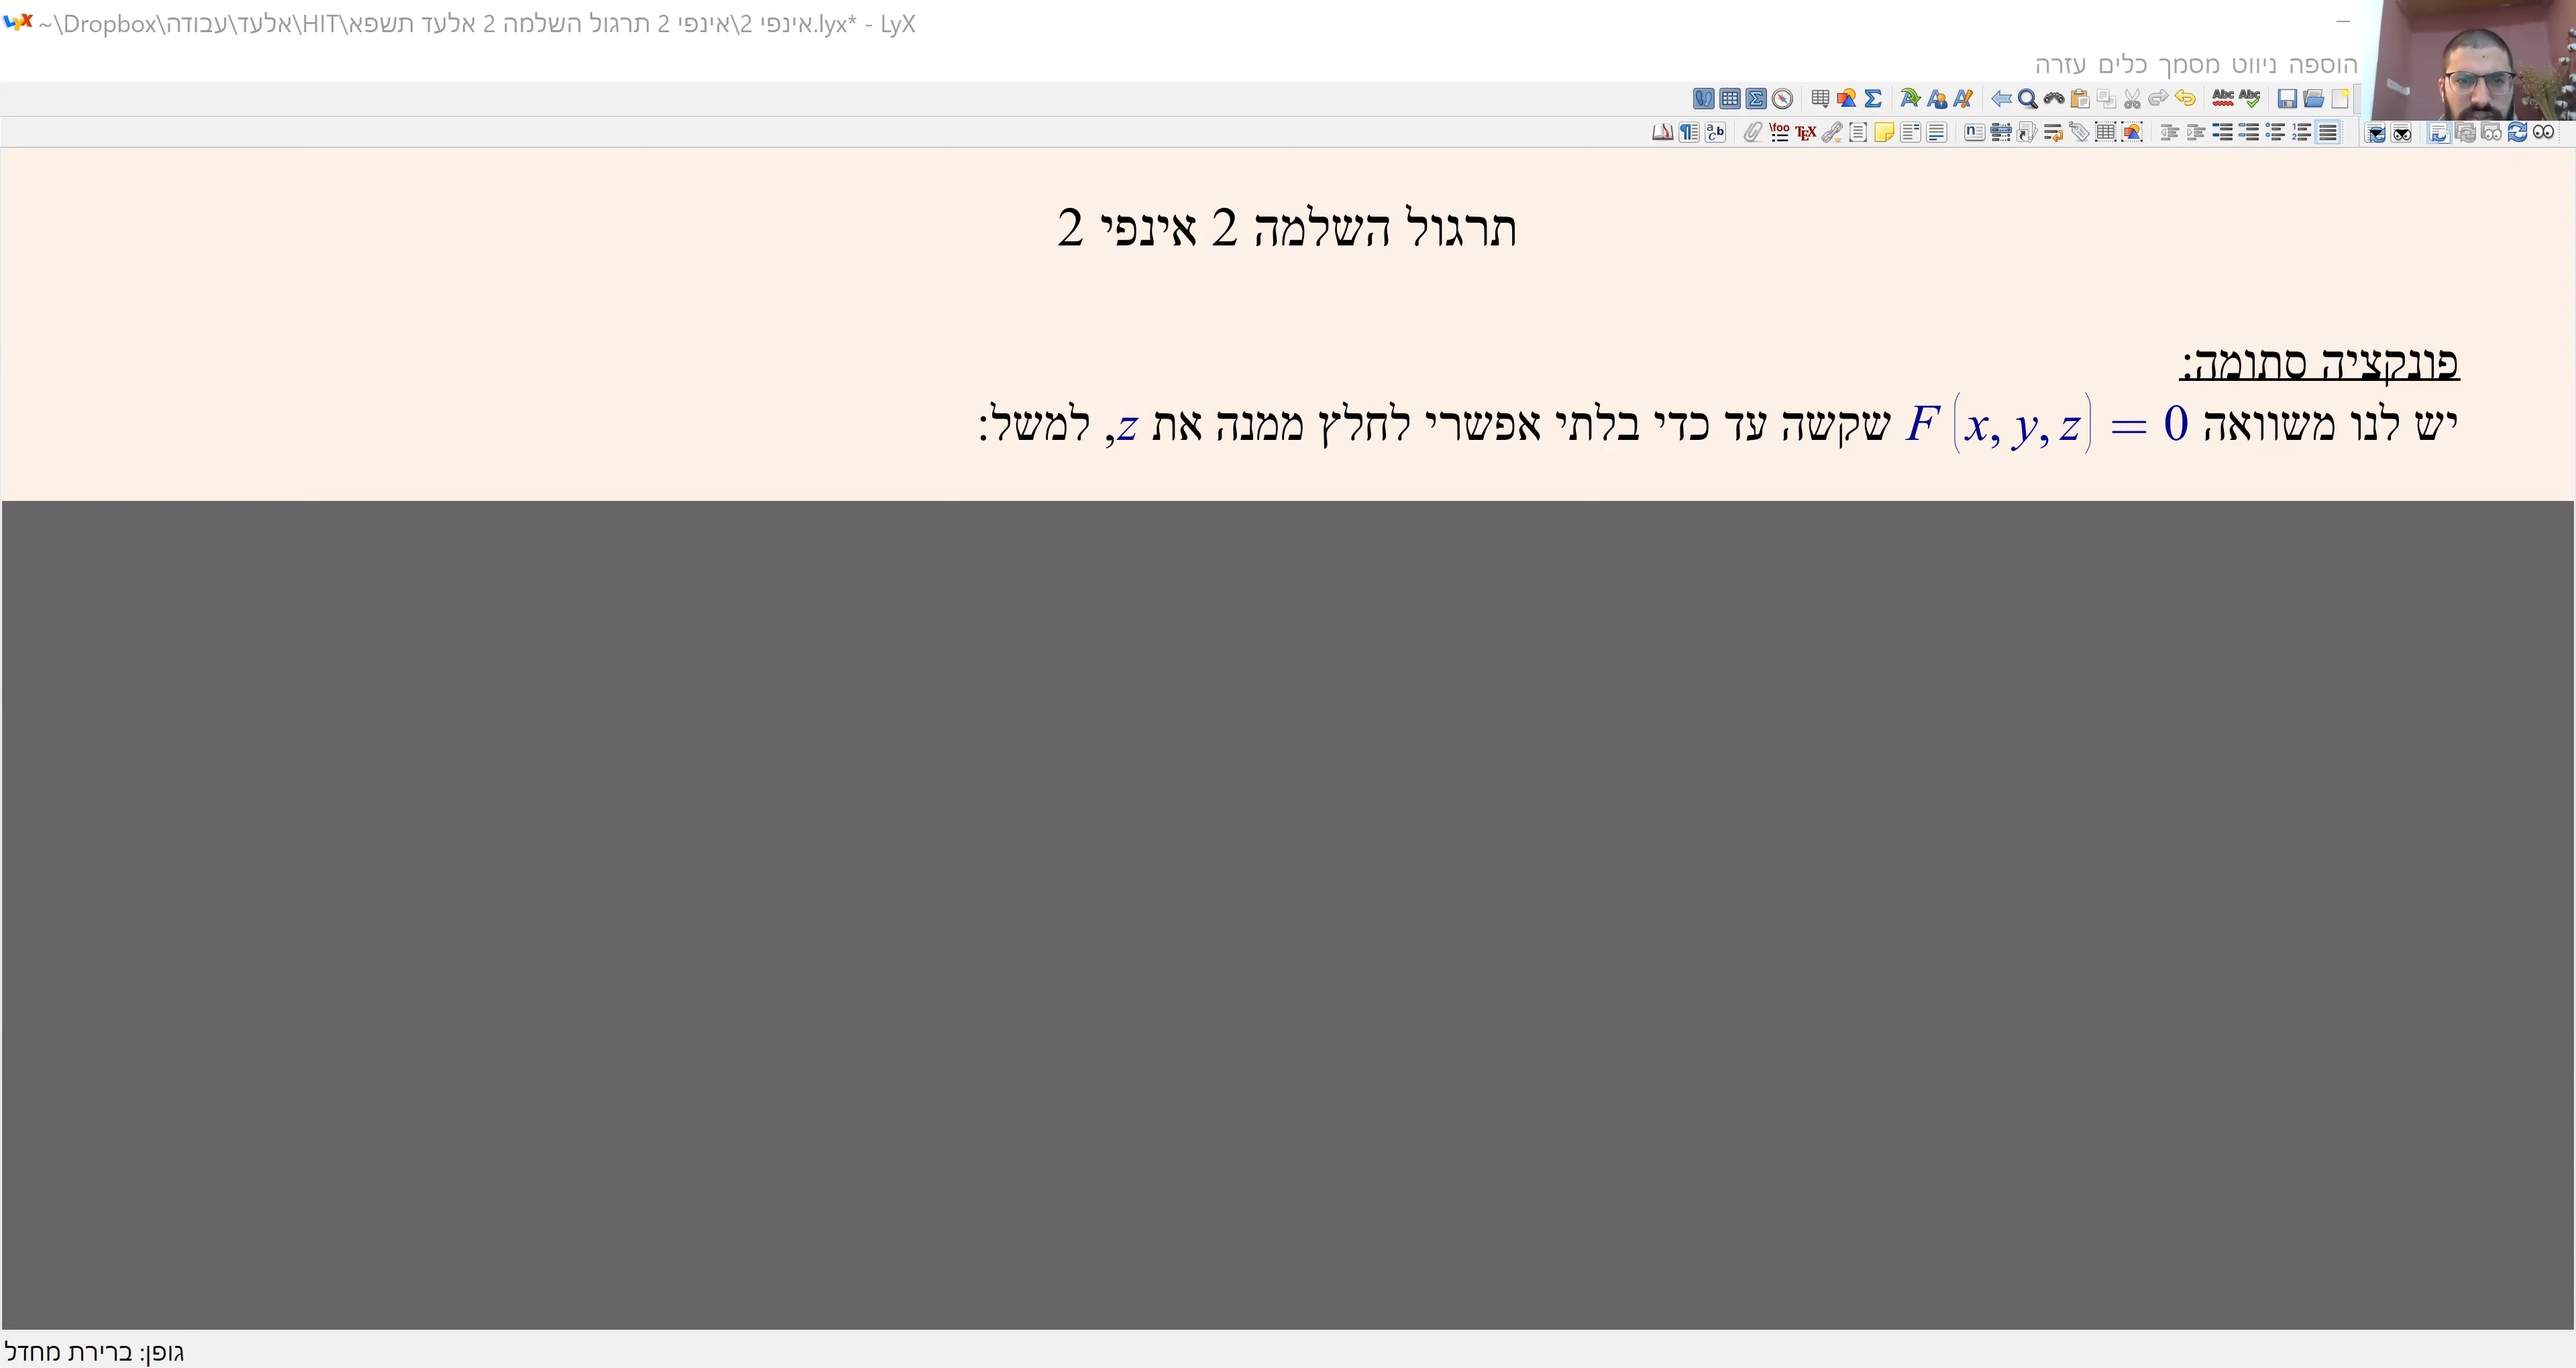 ~\Dropbox\אינפי 2\אינפי 2 תרגול השלמה 2 אלעד תשפא\HIT\אלעד\עבודה.lyx* - LyX
הוספה ניווט מסמך כלים עזרה
תרגול השלמה 2 אינפי 2
פונקציה סתומה:
יש לנו משוואה F(x, y, z) = 0 שקשה עד כדי בלתי אפשרי לחלץ ממנה את z, למשל:
גופן: ברירת מחדל